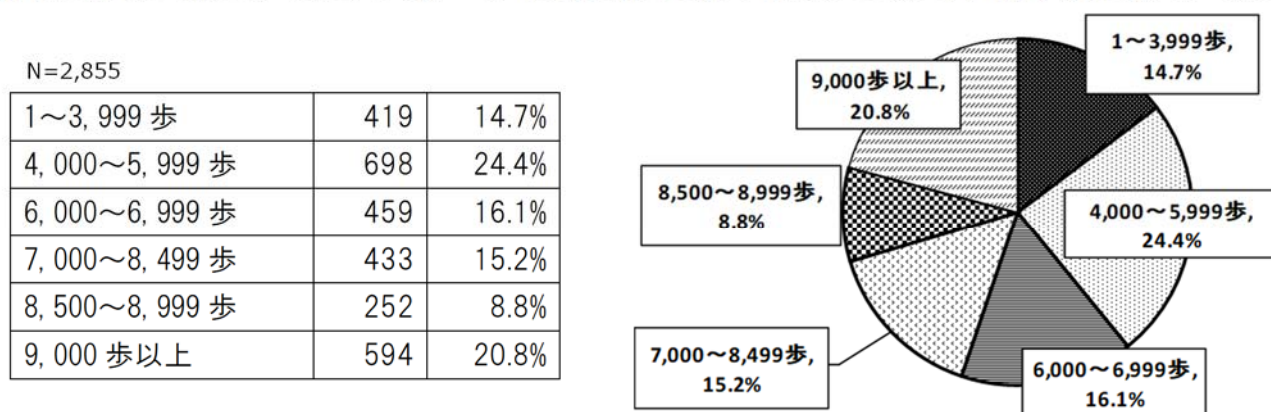 N=2,855
1～3,999 歩 419 14.7%
4,000～5,999 歩 698 24.4%
6,000～6,999 歩 459 16.1%
7,000～8,499 歩 433 15.2%
8,500～8,999 歩 252 8.8%
9,000 歩以上 594 20.8%
1～3,999歩,
14.7%
9,000歩以上,
20.8%
8,500～8,999歩,
8.8%
4,000～5,999歩,
24.4%
7,000～8,499歩,
15.2%
6,000～6,999歩,
16.1%